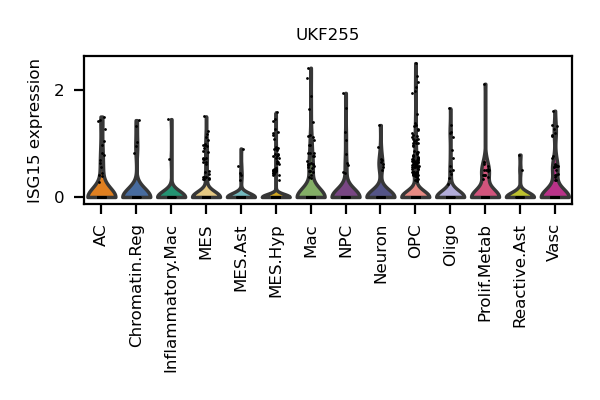 UKF255
ISG15 expression
2
0
AC
Chromatin.Reg
Inflammatory.Mac
MES
MES.Ast
MES.Hyp
Mac
NPC
Neuron
OPC
Oligo
Prolif.Metab
Reactive.Ast
Vasc